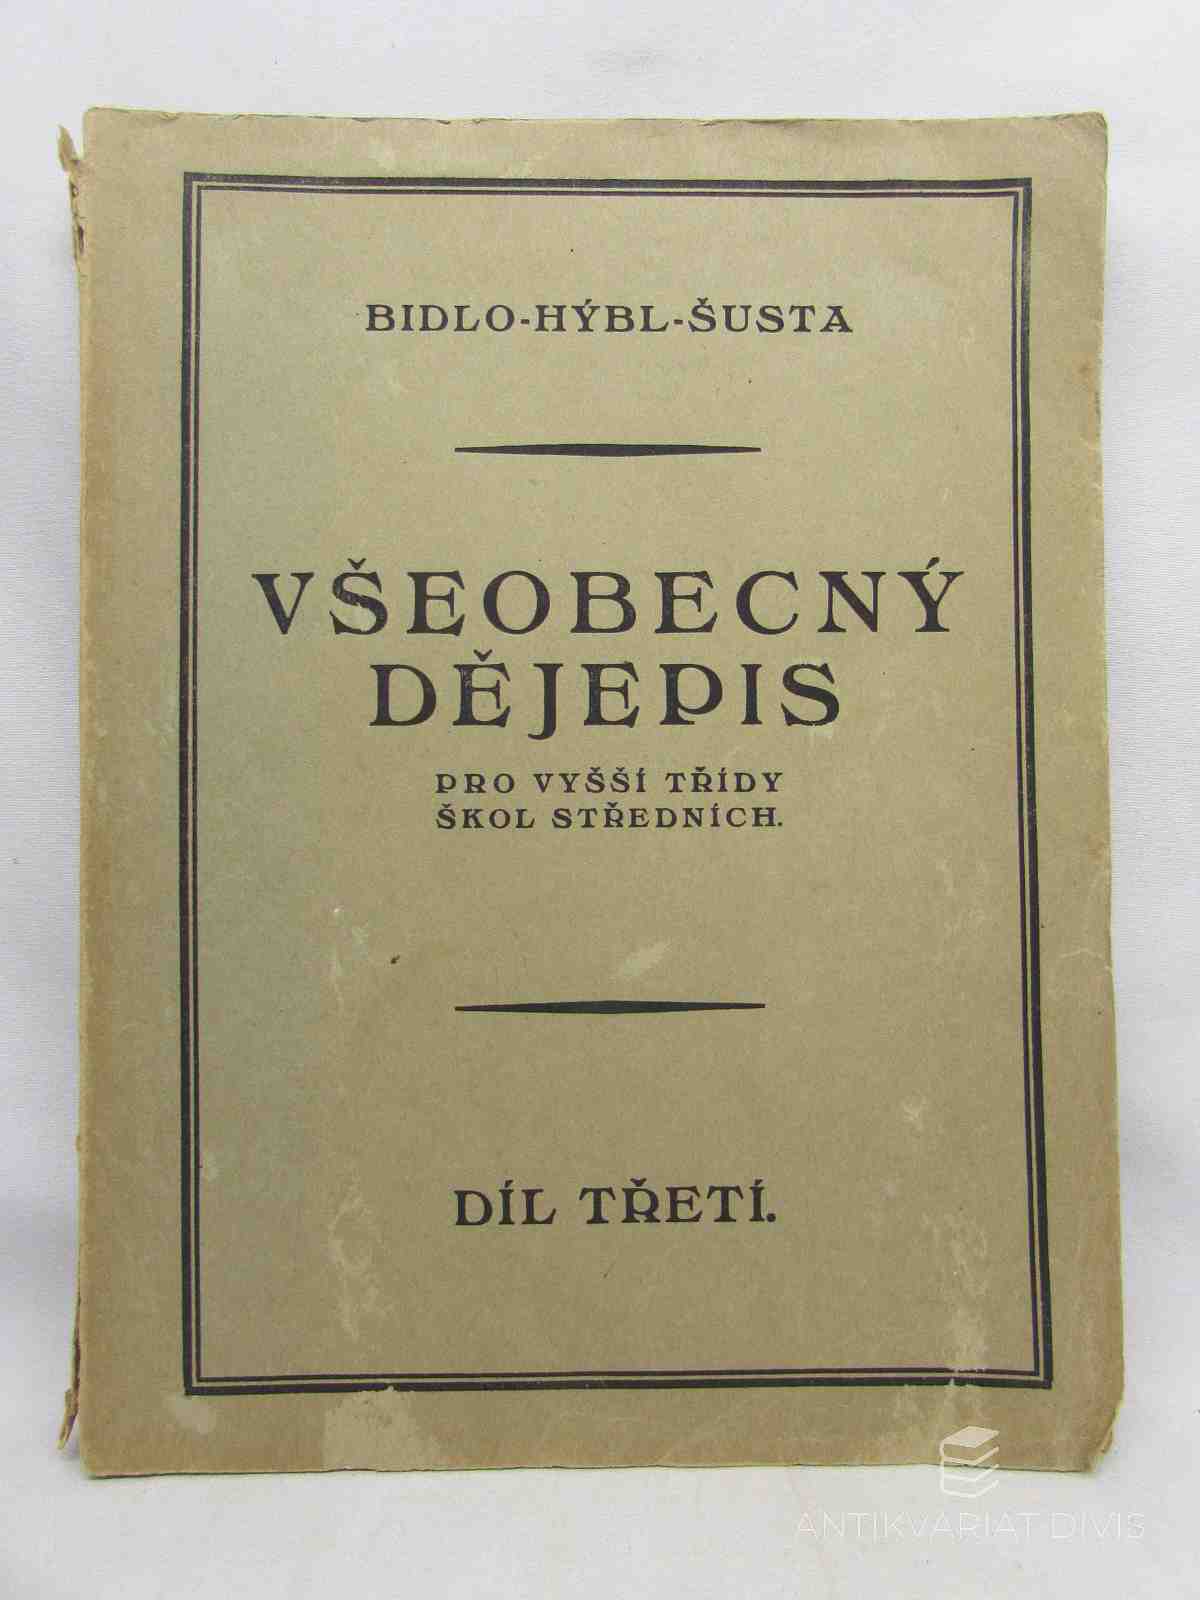 BIDLO-HÝBL-ŠUSTA
VŠEOBECNÝ
DĚJEPIS
PRO VYŠŠÍ TŘÍDY
ŠKOL STŘEDNÍCH.
DÍL TŘETÍ.
ANTIKVARIAT DIVIS